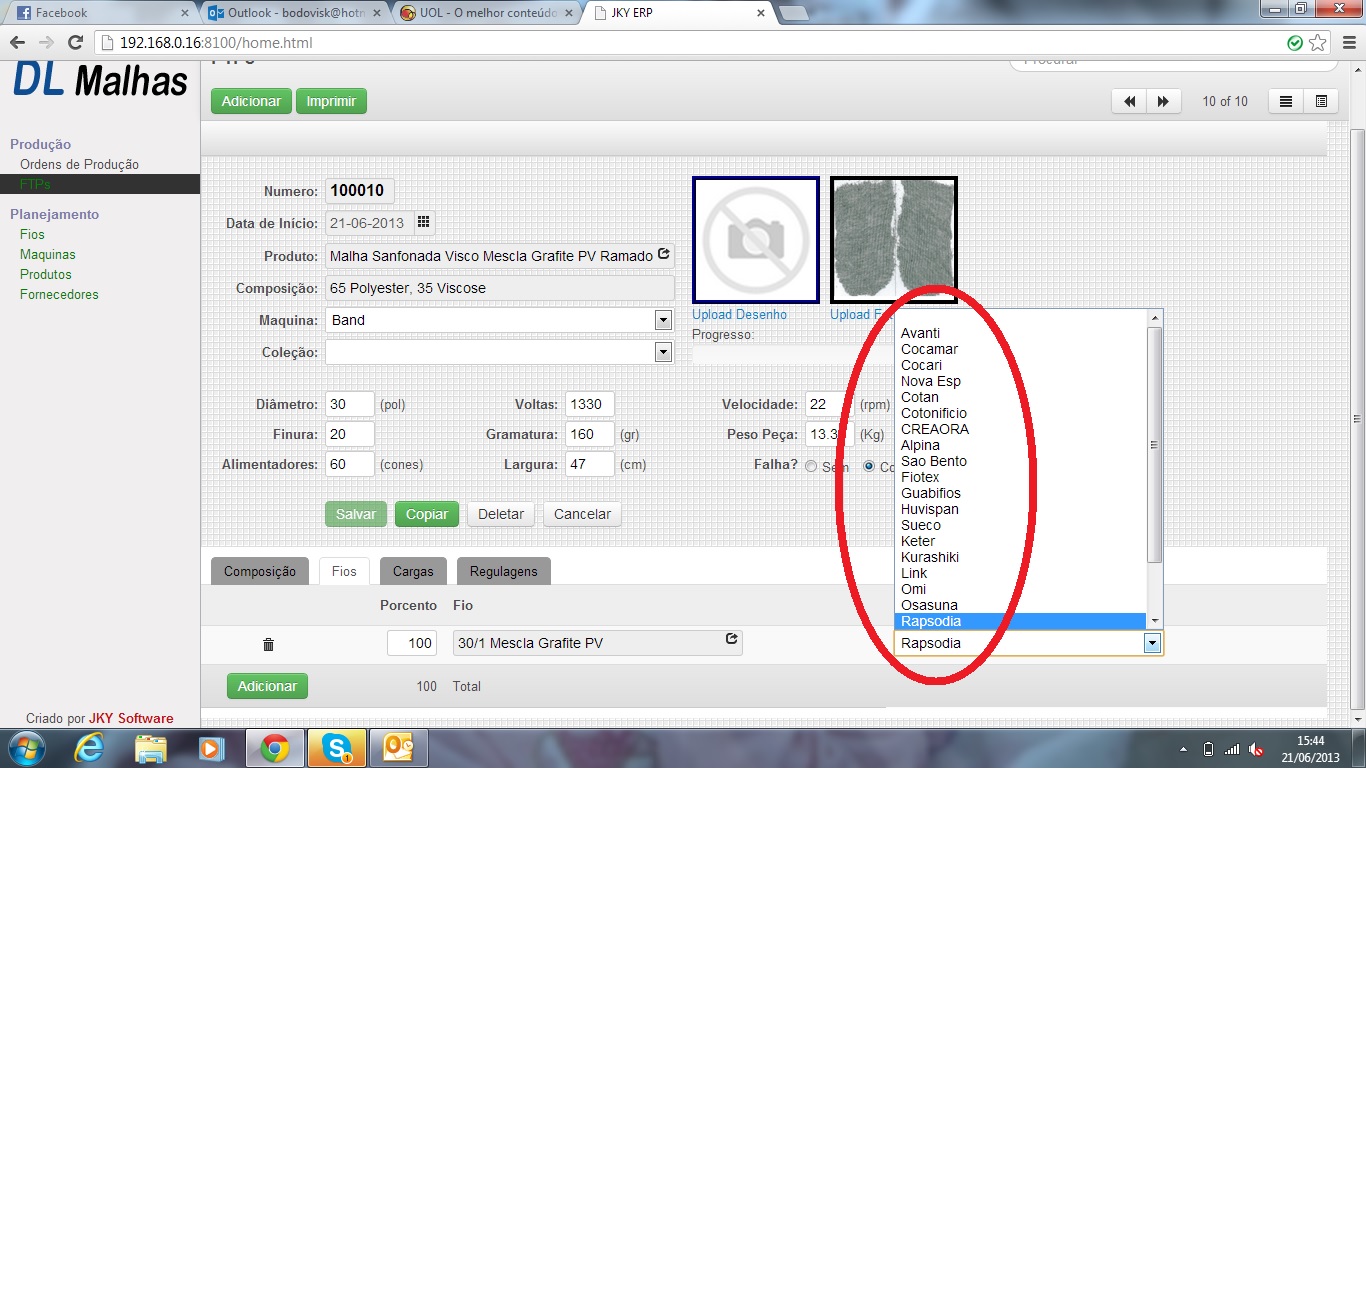 Facebook
Outlook - bodovisk@hotn
UOL - O melhor conteúdo
JKY ERP
192.168.0.16:8100/home.html
DL Malhas
Procurar
Adicionar Imprimir
10 of 10
Produção
Ordens de Produção
FTPs
Planejamento
Fios
Maquinas
Produtos
Fornecedores
Numero: 100010
Data de Inicio: 21-06-2013
Produto: Malha Sanfonada Visco Mescla Grafite PV Ramado
Composição: 65 Polyester, 35 Viscose
Maquina: Band
Coleção:
Upload Desenho
Upload F
Progresso:
Diâmetro: 30 (pol) Voltas: 1330 Velocidade: 22 (rpm)
Finura: 20 Gramatura: 160 (gr) Peso Peça: 13.3 (Kg)
Alimentadores: 60 (cones) Largura: 47 (cm) Falha? Sem Co
Salvar Copiar Deletar Cancelar
Avanti
Cocamar
Cocari
Nova Esp
Cotan
Cotonificio
CREAORA
Alpina
Sao Bento
Fiotex
Guabifios
Huvispan
Sueco
Keter
Kurashiki
Link
Omi
Osasuna
Rapsodia
Composição Fios Cargas Regulagens
Porcento Fio
100 30/1 Mescla Grafite PV Rapsodia
Adicionar 100 Total
Criado por JKY Software
1
15:44
21/06/2013